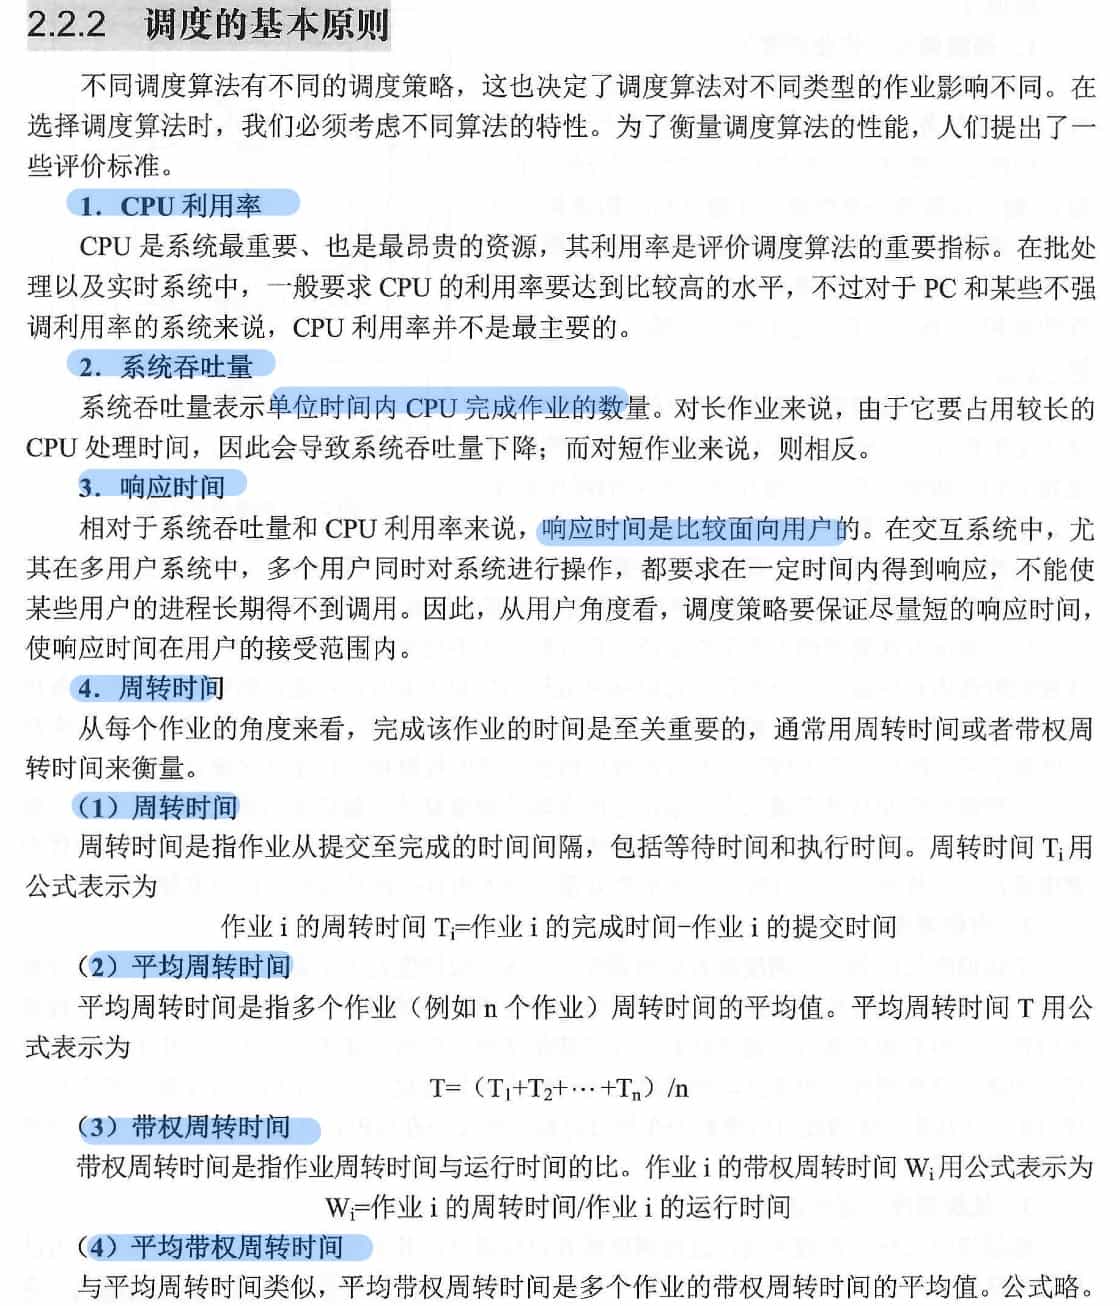 2.2.2 调度的基本原则
不同调度算法有不同的调度策略，这也决定了调度算法对不同类型的作业影响不同。在
选择调度算法时，我们必须考虑不同算法的特性。为了衡量调度算法的性能，人们提出了一
些评价标准。
1．CPU 利用率
CPU 是系统最重要、也是最昂贵的资源，其利用率是评价调度算法的重要指标。在批处
理以及实时系统中，一般要求 CPU 的利用率要达到比较高的水平，不过对于 PC 和某些不强
调利用率的系统来说，CPU 利用率并不是最主要的。
2．系统吞吐量
系统吞吐量表示单位时间内 CPU 完成作业的数量。对长作业来说，由于它要占用较长的
CPU 处理时间，因此会导致系统吞吐量下降；而对短作业来说，则相反。
3．响应时间
相对于系统吞吐量和 CPU 利用率来说，响应时间是比较面向用户的。在交互系统中，尤
其在多用户系统中，多个用户同时对系统进行操作，都要求在一定时间内得到响应，不能使
某些用户的进程长期得不到调用。因此，从用户角度看，调度策略要保证尽量短的响应时间，
使响应时间在用户的接受范围内。
4．周转时间
从每个作业的角度来看，完成该作业的时间是至关重要的，通常用周转时间或者带权周
转时间来衡量。
（1）周转时间
周转时间是指作业从提交至完成的时间间隔，包括等待时间和执行时间。周转时间 Tᵢ用
公式表示为
作业 i 的周转时间 Tᵢ=作业 i 的完成时间−作业 i 的提交时间
（2）平均周转时间
平均周转时间是指多个作业（例如 n 个作业）周转时间的平均值。平均周转时间 T 用公
式表示为
T=（T₁+T₂+⋯+Tₙ）/n
（3）带权周转时间
带权周转时间是指作业周转时间与运行时间的比。作业 i 的带权周转时间 Wᵢ用公式表示为
Wᵢ=作业 i 的周转时间/作业 i 的运行时间
（4）平均带权周转时间
与平均周转时间类似，平均带权周转时间是多个作业的带权周转时间的平均值。公式略。